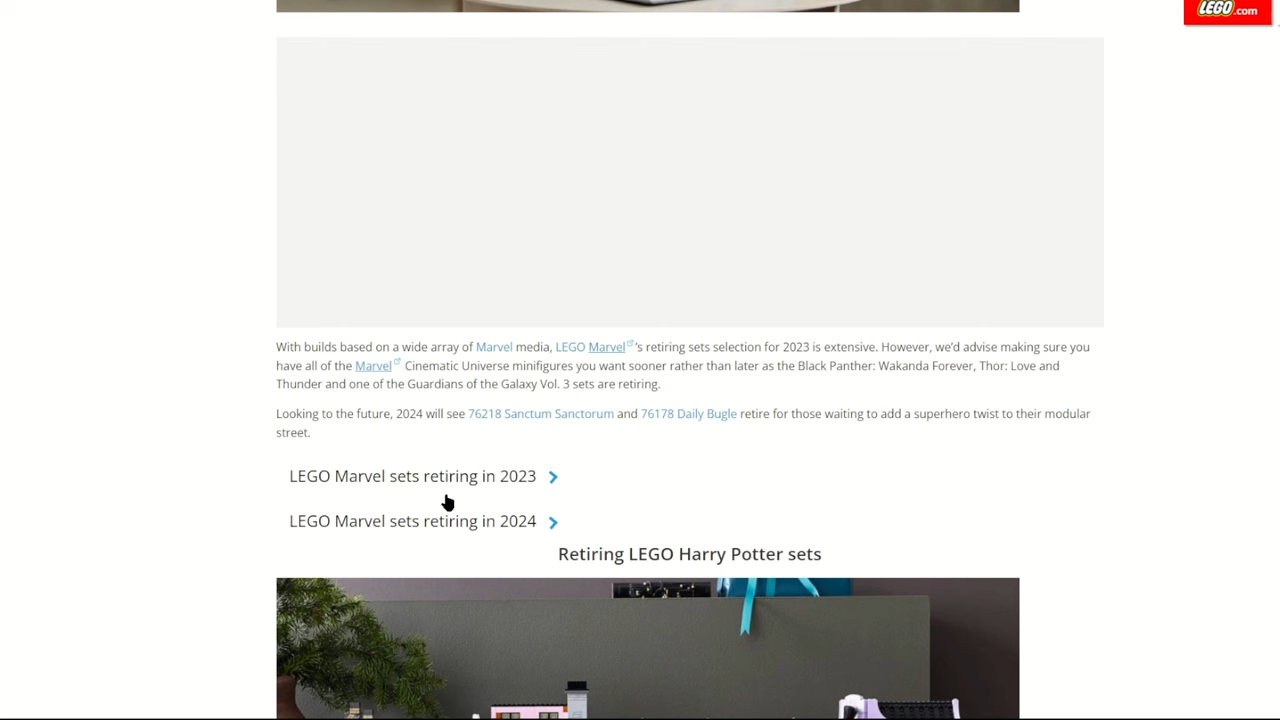 LEGO.com
With builds based on a wide array of Marvel media, LEGO Marvel's retiring sets selection for 2023 is extensive. However, we'd advise making sure you
have all of the Marvel Cinematic Universe minifigures you want sooner rather than later as the Black Panther: Wakanda Forever, Thor: Love and
Thunder and one of the Guardians of the Galaxy Vol. 3 sets are retiring.
Looking to the future, 2024 will see 76218 Sanctum Sanctorum and 76178 Daily Bugle retire for those waiting to add a superhero twist to their modular
street.
LEGO Marvel sets retiring in 2023
LEGO Marvel sets retiring in 2024
Retiring LEGO Harry Potter sets